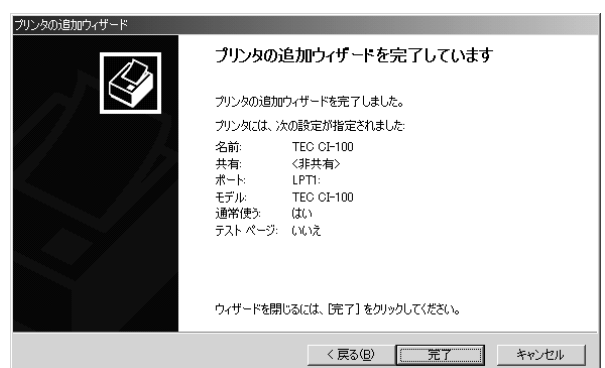 プリンタの追加ウィザード
プリンタの追加ウィザードを完了しています
プリンタの追加ウィザードを完了しました。
プリンタには、次の設定が指定されました:
名前: TEC CI-100
共有: <非共有>
ポート: LPT1:
モデル: TEC CI-100
通常使う: はい
テスト ページ: いいえ
ウィザードを閉じるには、[完了] をクリックしてください。
< 戻る(B) 完了 キャンセル